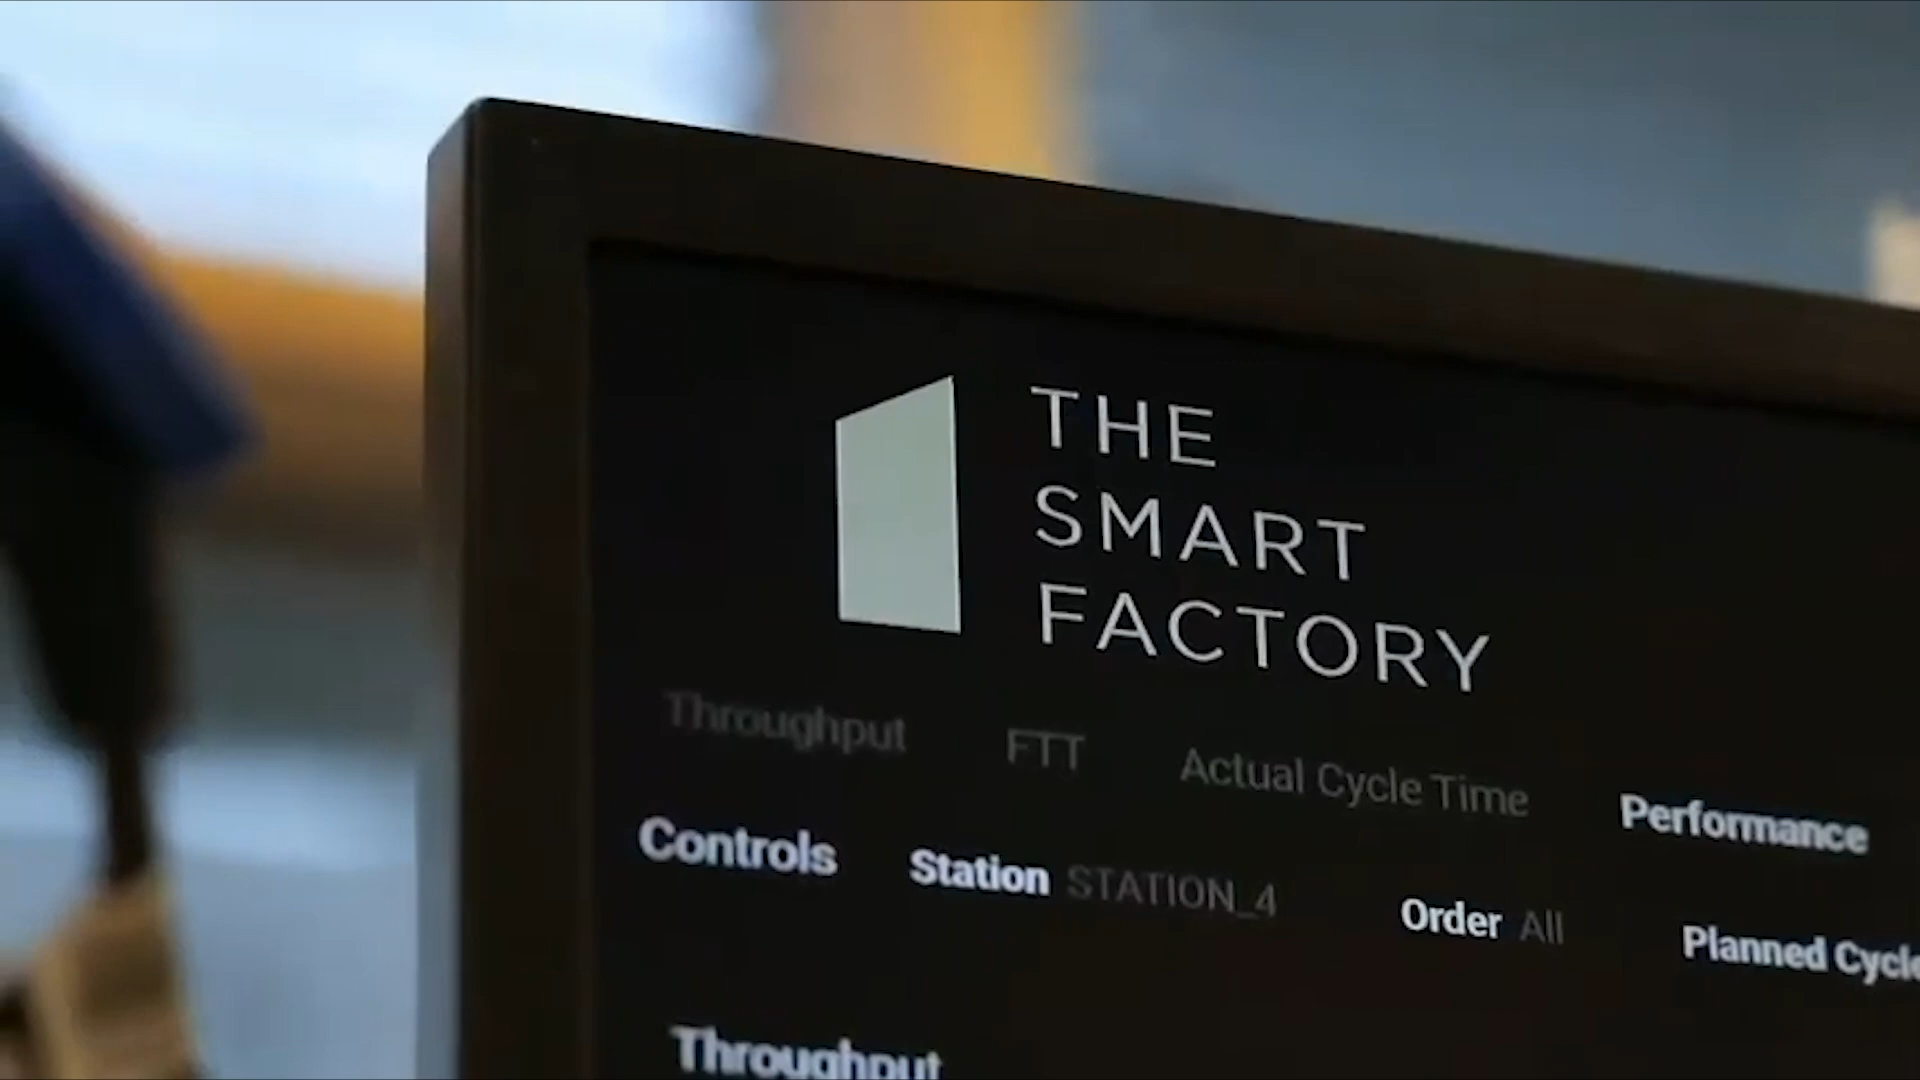 THE
SMART
FACTORY
Throughput FTT Actual Cycle Time Performance
Controls Station STATION_4 Order All Planned Cycle
Throughput